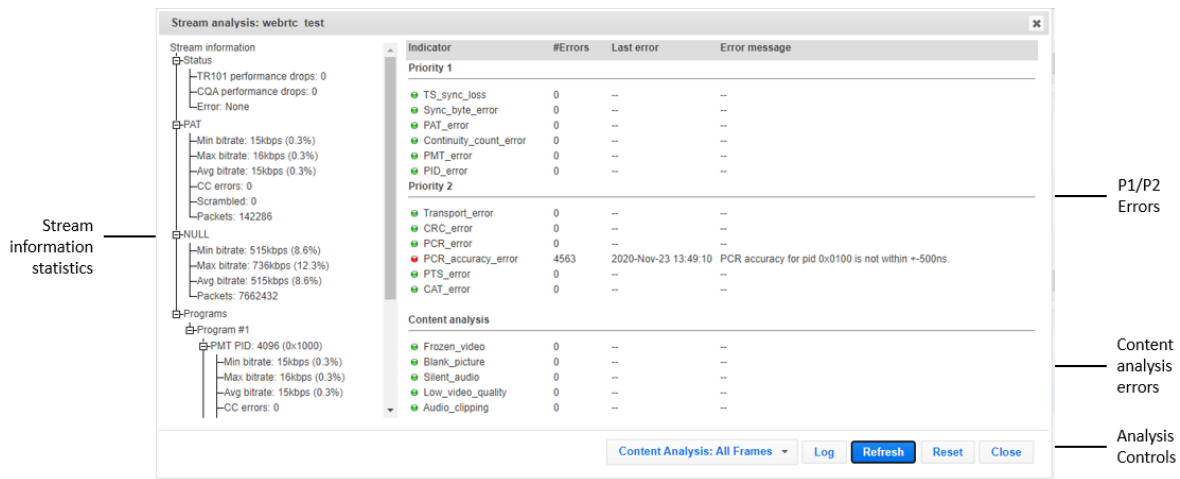 Stream analysis: webrtc test
Stream information
Status
TR101 performance drops: 0
CQA performance drops: 0
Error: None
PAT
Min bitrate: 15kbps (0.3%)
Max bitrate: 16kbps (0.3%)
Avg bitrate: 15kbps (0.3%)
CC errors: 0
Scrambled: 0
Packets: 142286
NULL
Min bitrate: 515kbps (8.6%)
Max bitrate: 736kbps (12.3%)
Avg bitrate: 515kbps (8.6%)
Packets: 7662432
Programs
Program #1
PMT PID: 4096 (0x1000)
Min bitrate: 15kbps (0.3%)
Max bitrate: 16kbps (0.3%)
Avg bitrate: 15kbps (0.3%)
CC errors: 0
Indicator #Errors Last error Error message
Priority 1
TS_sync_loss 0 -- --
Sync_byte_error 0 -- --
PAT_error 0 -- --
Continuity_count_error 0 -- --
PMT_error 0 -- --
PID_error 0 -- --
Priority 2
Transport_error 0 -- --
CRC_error 0 -- --
PCR_error 0 -- --
PCR_accuracy_error 4563 2020-Nov-23 13:49:10 PCR accuracy for pid 0x0100 is not within +-500ns.
PTS_error 0 -- --
CAT_error 0 -- --
Content analysis
Frozen_video 0 -- --
Blank_picture 0 -- --
Silent_audio 0 -- --
Low_video_quality 0 -- --
Audio_clipping 0 -- --
Content Analysis: All Frames Log Refresh Reset Close
Stream
information
statistics
P1/P2
Errors
Content
analysis
errors
Analysis
Controls